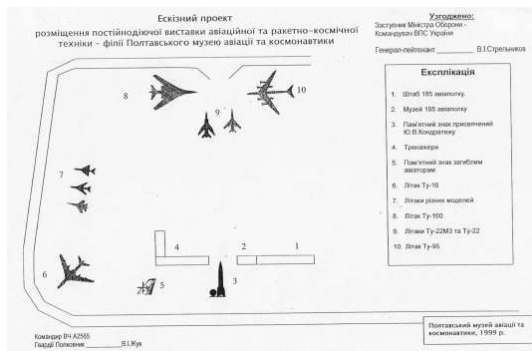 Ескізний проект
розміщення постійнодіючої виставки авіаційної та ракетно-космічної
техніки - філії Полтавського музею авіації та космонавтики
Узгоджено:
Заступник Міністра Оборони -
Командувач ВПС України
Генерал-лейтенант В.І.Стрельников
Експлікація
1. Штаб 185 авіаполку.
2. Музей 185 авіаполку
3. Пам'ятний знак присвячений
Ю.В.Кондратюку
4. Тренажери
5. Пам'ятний знак загиблим
авіаторам
6. Літак Ту-16
7. Літаки різних моделей
8. Літак Ту-160
9. Літаки Ту-22М3 та Ту-22
10. Літак Ту-95
8
9
10
7
4
2
1
6
5
3
Командир ВЧ А2565
Гвардії Полковник В.І.Жук
Полтавський музей авіації та
космонавтики, 1999 р.